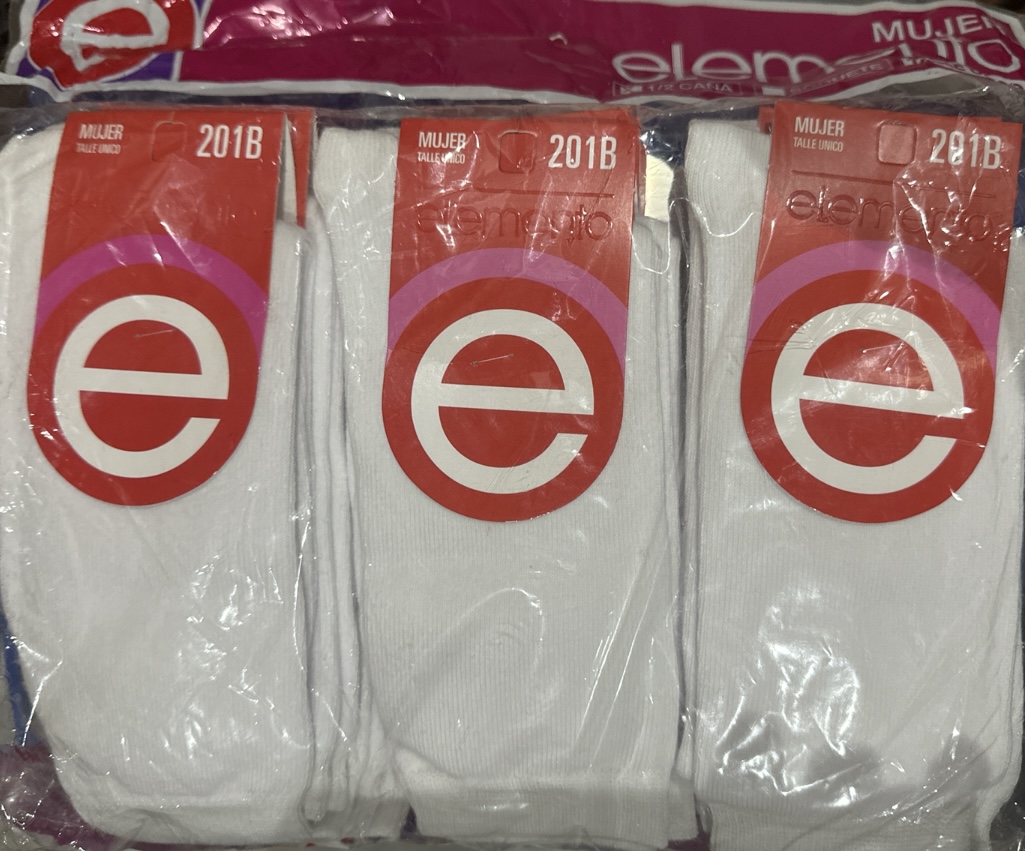 e
MUJER
elemento
1/2 CAÑA
MUJER 201B
TALLE UNICO
e
MUJER 201B
TALLE UNICO
elemento
e
MUJER 201B
TALLE UNICO
elemento
e